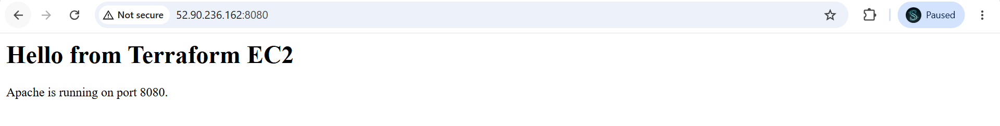 Not secure 52.90.236.162:8080 Paused
Hello from Terraform EC2
Apache is running on port 8080.